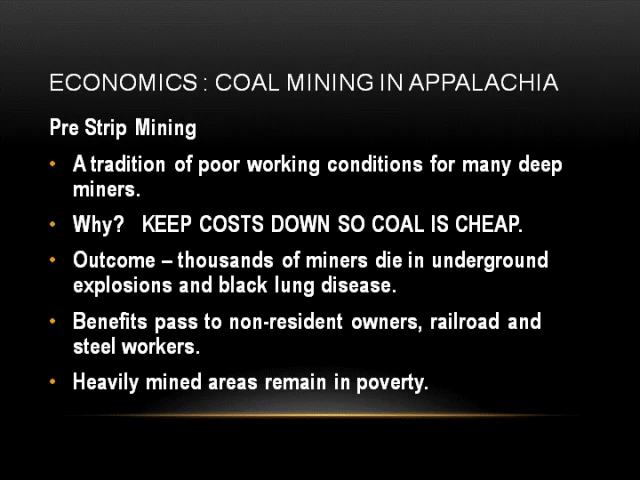 ECONOMICS : COAL MINING IN APPALACHIA
Pre Strip Mining
• A tradition of poor working conditions for many deep
miners.
• Why? KEEP COSTS DOWN SO COAL IS CHEAP.
• Outcome – thousands of miners die in underground
explosions and black lung disease.
• Benefits pass to non-resident owners, railroad and
steel workers.
• Heavily mined areas remain in poverty.